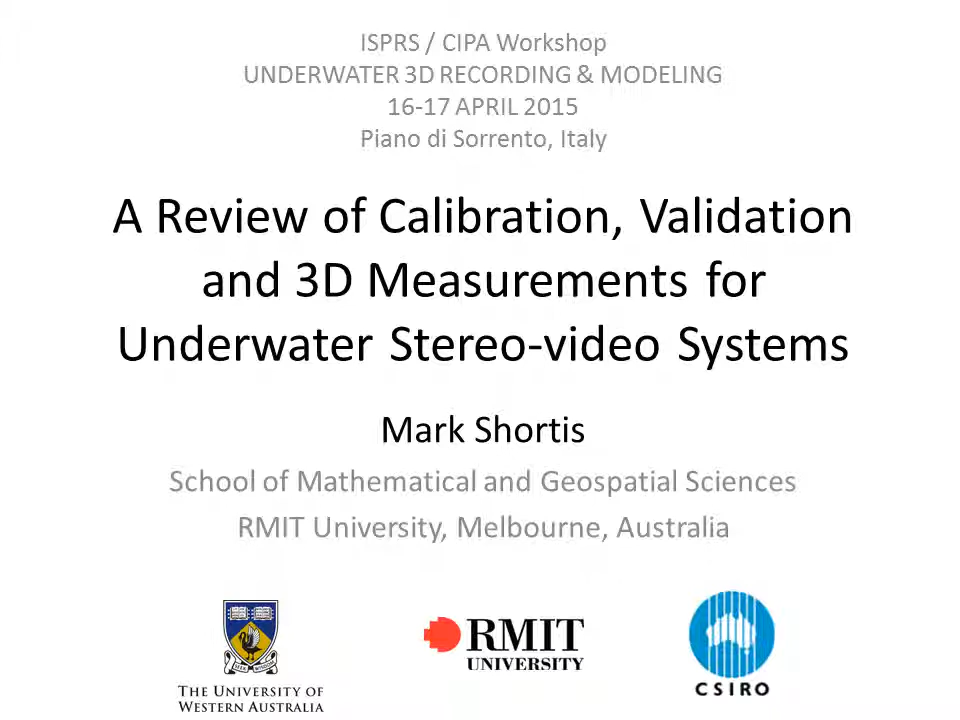 ISPRS / CIPA Workshop
UNDERWATER 3D RECORDING & MODELING
16-17 APRIL 2015
Piano di Sorrento, Italy
A Review of Calibration, Validation
and 3D Measurements for
Underwater Stereo-video Systems
Mark Shortis
School of Mathematical and Geospatial Sciences
RMIT University, Melbourne, Australia
SEEK WISDOM
THE UNIVERSITY OF
WESTERN AUSTRALIA
RMIT
UNIVERSITY
CSIRO